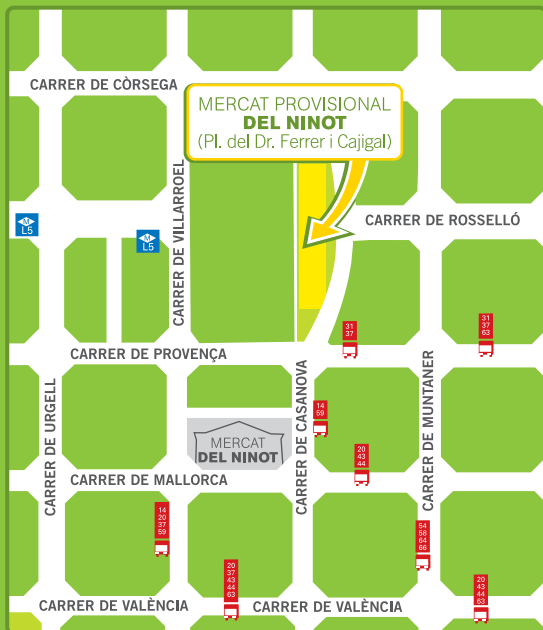 CARRER DE CÒRSEGA
MERCAT PROVISIONAL
DEL NINOT
(Pl. del Dr. Ferrer i Cajigal)
CARRER DE VILLARROEL
CARRER DE ROSSELLÓ
M
L5
M
L5
31
37
31
37
63
CARRER DE PROVENÇA
CARRER DE URGELL
CARRER DE CASANOVA
CARRER DE MUNTANER
14
59
MERCAT
DEL NINOT
20
43
44
CARRER DE MALLORCA
14
20
37
59
54
58
64
66
20
37
43
44
63
20
43
44
63
CARRER DE VALÈNCIA
CARRER DE VALÈNCIA